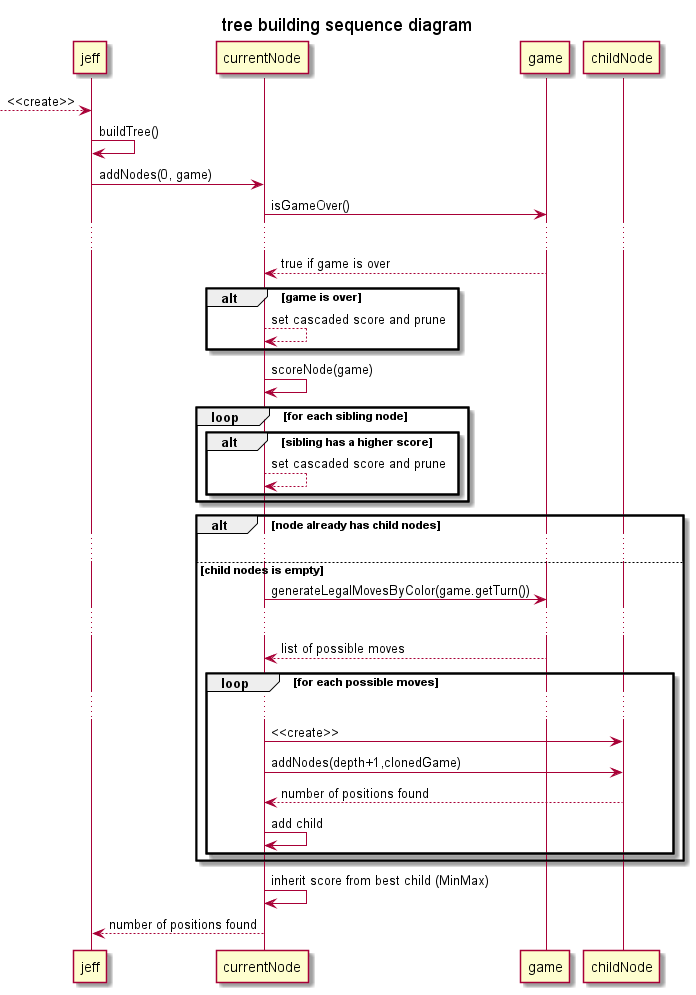 tree building sequence diagram
jeff
currentNode
game
childNode
<<create>>
buildTree()
addNodes(0, game)
isGameOver()
true if game is over
alt
[game is over]
set cascaded score and prune
scoreNode(game)
loop
[for each sibling node]
alt
[sibling has a higher score]
set cascaded score and prune
alt
[node already has child nodes]
[child nodes is empty]
generateLegalMovesByColor(game.getTurn())
list of possible moves
loop
[for each possible moves]
<<create>>
addNodes(depth+1,clonedGame)
number of positions found
add child
inherit score from best child (MinMax)
number of positions found
jeff
currentNode
game
childNode